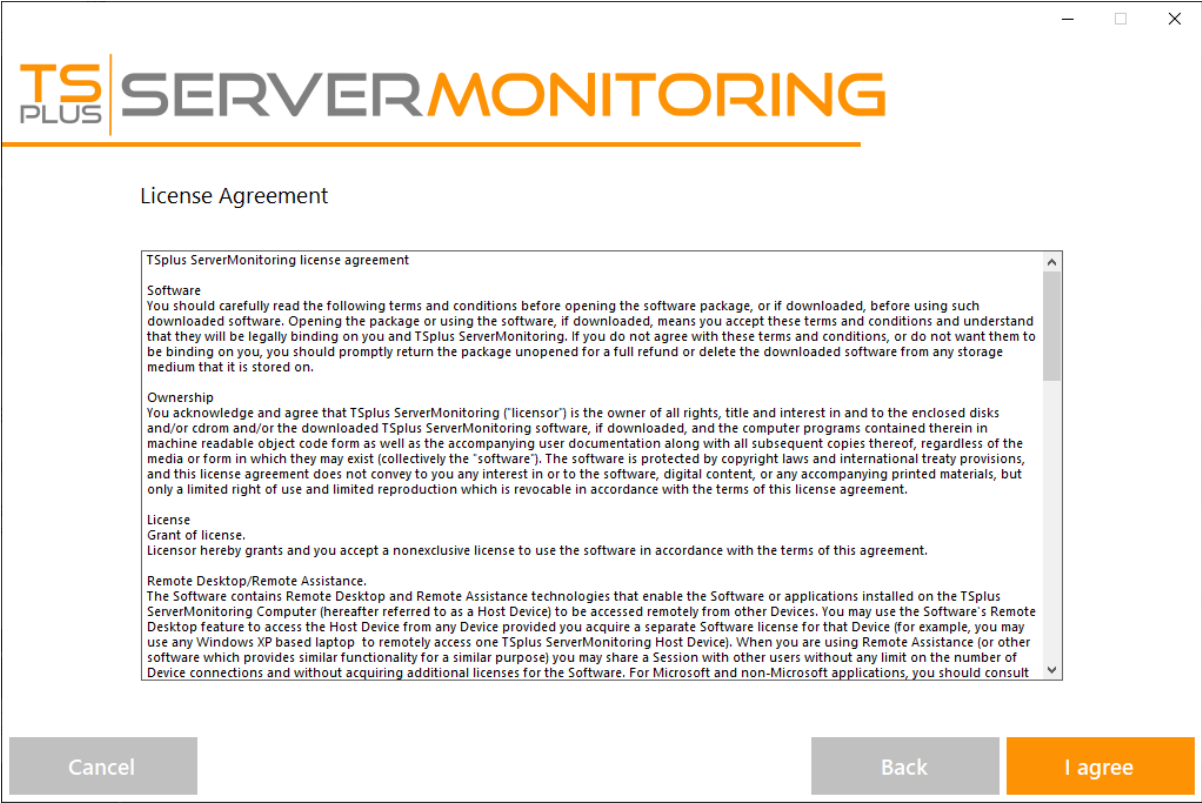 TS PLUS SERVERMONITORING
License Agreement
TSplus ServerMonitoring license agreement
Software
You should carefully read the following terms and conditions before opening the software package, or if downloaded, before using such
downloaded software. Opening the package or using the software, if downloaded, means you accept these terms and conditions and understand
that they will be legally binding on you and TSplus ServerMonitoring. If you do not agree with these terms and conditions, or do not want them to
be binding on you, you should promptly return the package unopened for a full refund or delete the downloaded software from any storage
medium that it is stored on.
Ownership
You acknowledge and agree that TSplus ServerMonitoring ("licensor") is the owner of all rights, title and interest in and to the enclosed disks
and/or cdrom and/or the downloaded TSplus ServerMonitoring software, if downloaded, and the computer programs contained therein in
machine readable object code form as well as the accompanying user documentation along with all subsequent copies thereof, regardless of the
media or form in which they may exist (collectively the "software"). The software is protected by copyright laws and international treaty provisions,
and this license agreement does not convey to you any interest in or to the software, digital content, or any accompanying printed materials, but
only a limited right of use and limited reproduction which is revocable in accordance with the terms of this license agreement.
License
Grant of license.
Licensor hereby grants and you accept a nonexclusive license to use the software in accordance with the terms of this agreement.
Remote Desktop/Remote Assistance.
The Software contains Remote Desktop and Remote Assistance technologies that enable the Software or applications installed on the TSplus
ServerMonitoring Computer (hereafter referred to as a Host Device) to be accessed remotely from other Devices. You may use the Software's Remote
Desktop feature to access the Host Device from any Device provided you acquire a separate Software license for that Device (for example, you may
use any Windows XP based laptop to remotely access one TSplus ServerMonitoring Host Device). When you are using Remote Assistance (or other
software which provides similar functionality for a similar purpose) you may share a Session with other users without any limit on the number of
Device connections and without acquiring additional licenses for the Software. For Microsoft and non-Microsoft applications, you should consult
Cancel
Back
I agree